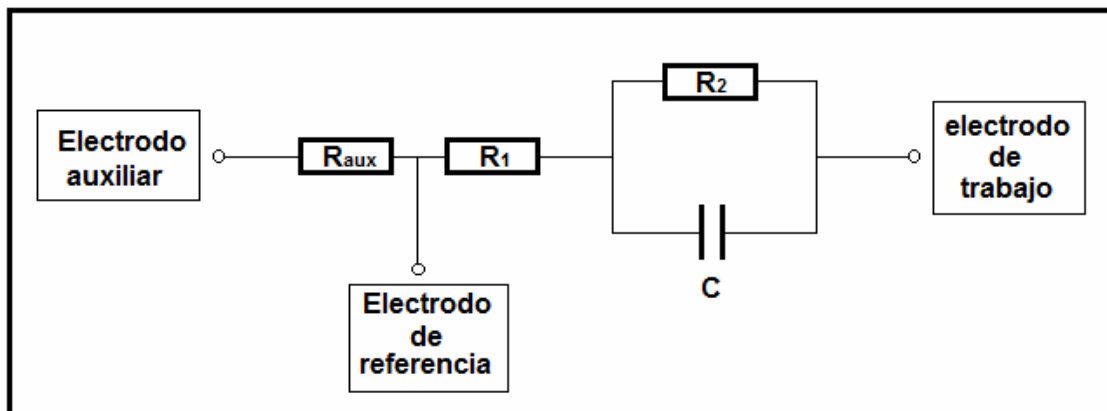 Electrodo
auxiliar
Raux
R1
R2
C
Electrodo
de
referencia
electrodo
de
trabajo